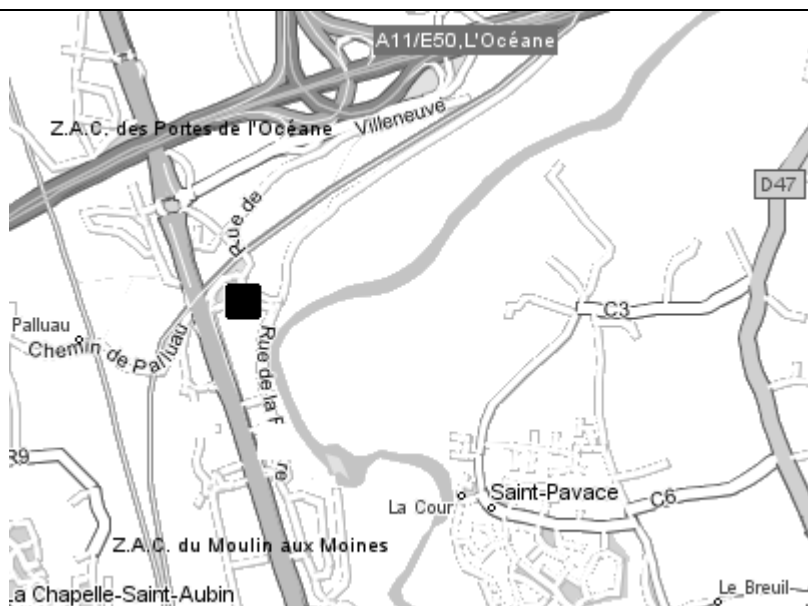 A11/E50,L'Océane
Z.A.C. des Portes de l'Océane
Villeneuve
D47
Rue de
Palluau
Chemin de Palluau
C3
Rue de la F re
R9
La Cour
Saint-Pavace
C6
Z.A.C. du Moulin aux Moines
La Chapelle-Saint-Aubin
Le Breuil